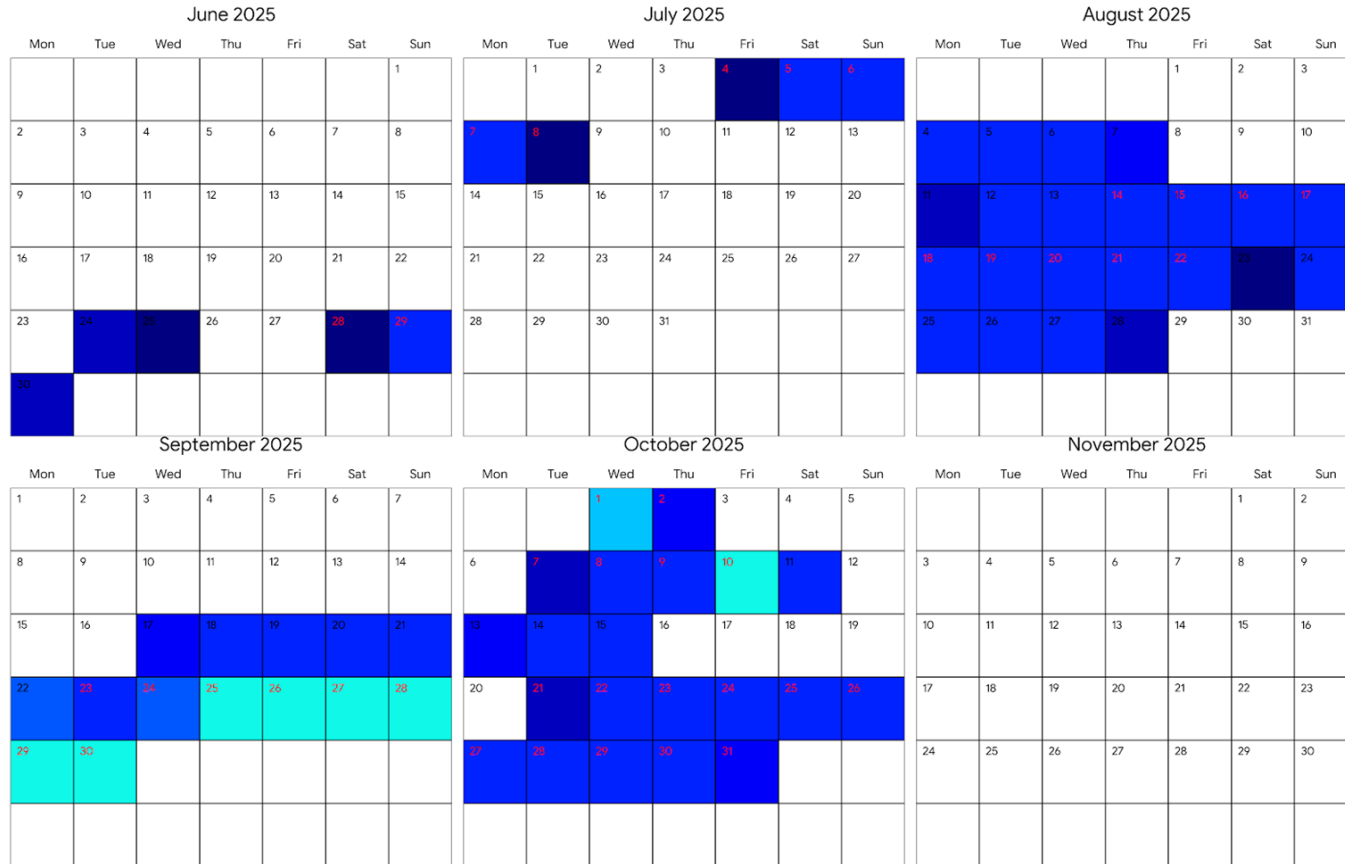 June 2025
Mon Tue Wed Thu Fri Sat Sun
1
2 3 4 5 6 7 8
9 10 11 12 13 14 15
16 17 18 19 20 21 22
23 24 25 26 27 28 29
30
July 2025
Mon Tue Wed Thu Fri Sat Sun
1 2 3 4 5 6
7 8 9 10 11 12 13
14 15 16 17 18 19 20
21 22 23 24 25 26 27
28 29 30 31
August 2025
Mon Tue Wed Thu Fri Sat Sun
1 2 3
4 5 6 7 8 9 10
11 12 13 14 15 16 17
18 19 20 21 22 23 24
25 26 27 28 29 30 31
September 2025
Mon Tue Wed Thu Fri Sat Sun
1 2 3 4 5 6 7
8 9 10 11 12 13 14
15 16 17 18 19 20 21
22 23 24 25 26 27 28
29 30
October 2025
Mon Tue Wed Thu Fri Sat Sun
1 2 3 4 5
6 7 8 9 10 11 12
13 14 15 16 17 18 19
20 21 22 23 24 25 26
27 28 29 30 31
November 2025
Mon Tue Wed Thu Fri Sat Sun
1 2
3 4 5 6 7 8 9
10 11 12 13 14 15 16
17 18 19 20 21 22 23
24 25 26 27 28 29 30